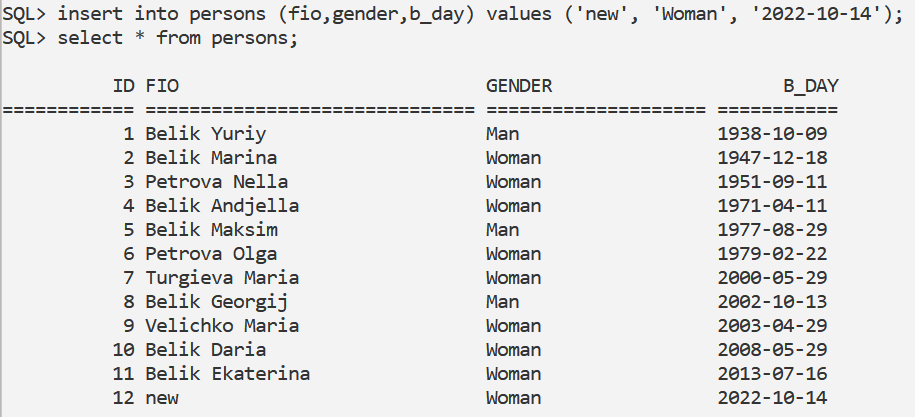 SQL> insert into persons (fio,gender,b_day) values ('new', 'Woman', '2022-10-14');
SQL> select * from persons;
ID FIO GENDER B_DAY
============ ============================== ==================== ===========
1 Belik Yuriy Man 1938-10-09
2 Belik Marina Woman 1947-12-18
3 Petrova Nella Woman 1951-09-11
4 Belik Andjella Woman 1971-04-11
5 Belik Maksim Man 1977-08-29
6 Petrova Olga Woman 1979-02-22
7 Turgieva Maria Woman 2000-05-29
8 Belik Georgij Man 2002-10-13
9 Velichko Maria Woman 2003-04-29
10 Belik Daria Woman 2008-05-29
11 Belik Ekaterina Woman 2013-07-16
12 new Woman 2022-10-14